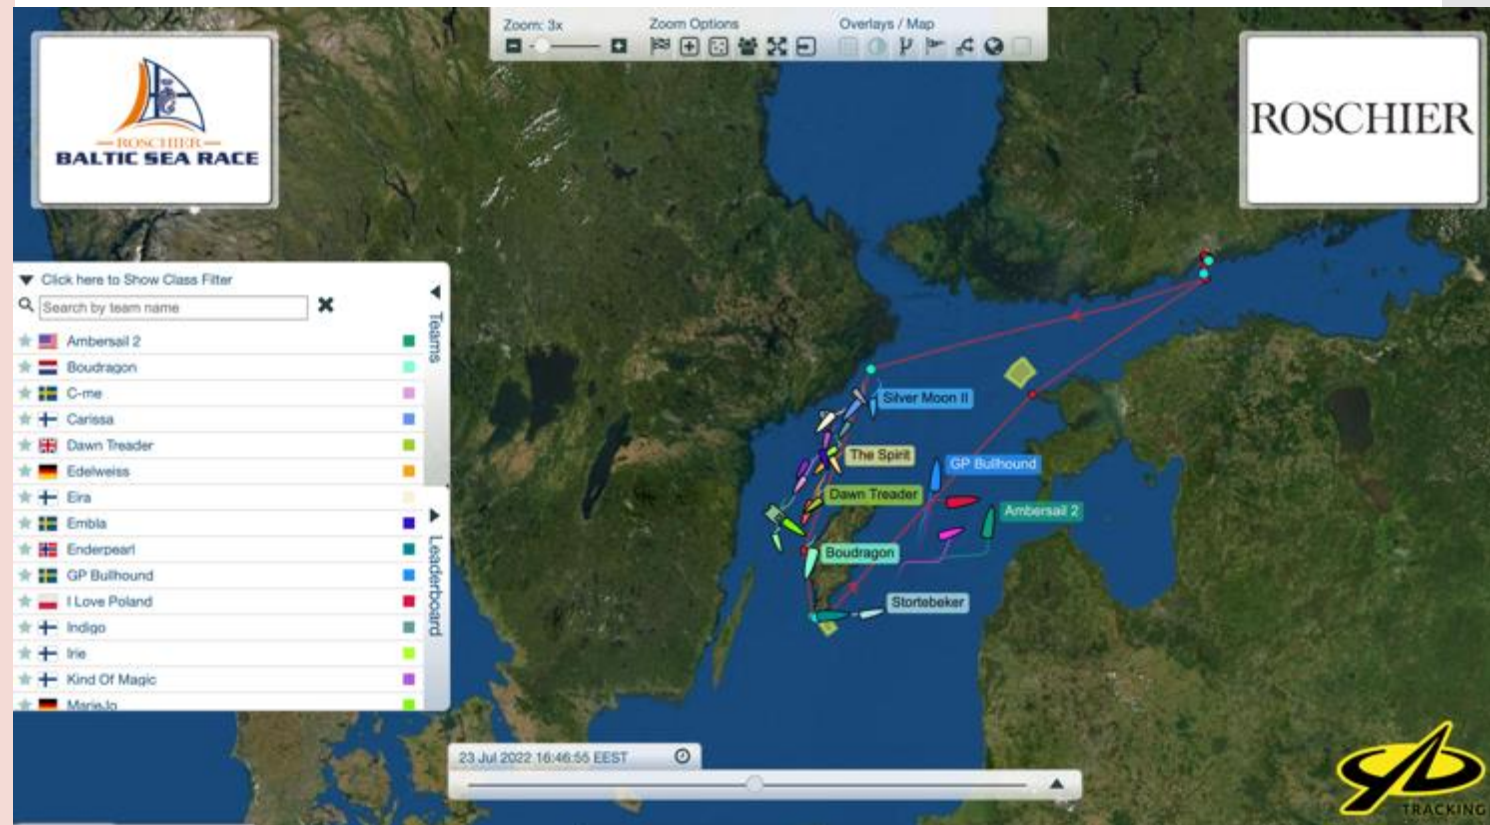 Zoom: 3x
Zoom Options
Overlays / Map
ROSCHIER
BALTIC SEA RACE
ROSCHIER
Click here to Show Class Filter
Search by team name
Teams
Leaderboard
Ambersail 2
Boudragon
C-me
Carissa
Dawn Treader
Edelweiss
Eira
Embla
Enderpearl
GP Bullhound
I Love Poland
Indigo
Irie
Kind Of Magic
MarieJo
Silver Moon II
The Spirit
GP Bullhound
Dawn Treader
Ambersail 2
Boudragon
Stortebeker
23 Jul 2022 16:46:55 EEST
TRACKING